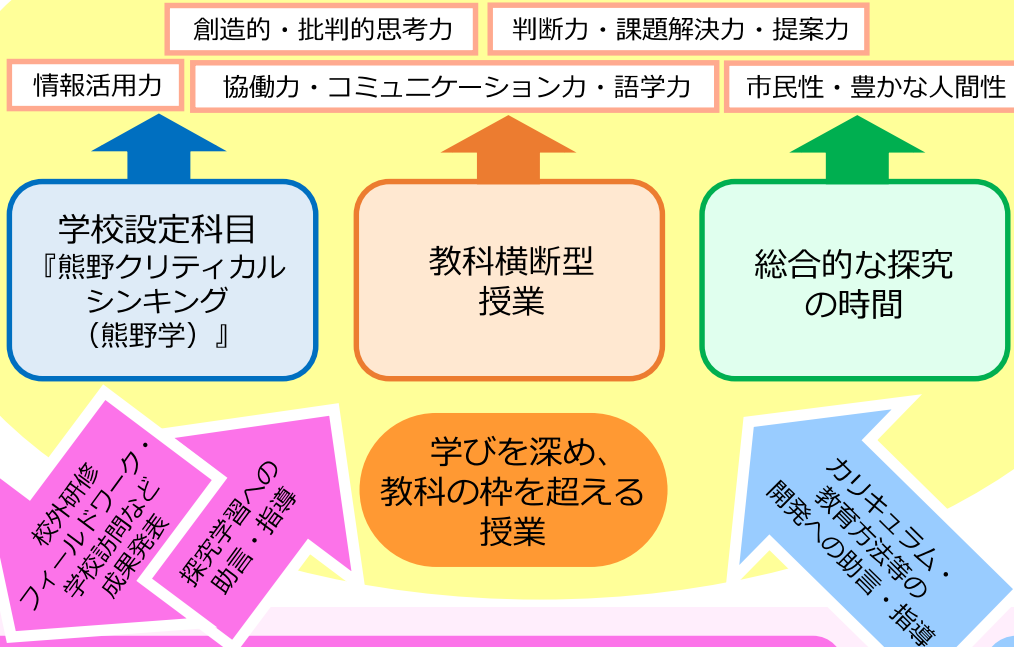 創造的・批判的思考力
判断力・課題解決力・提案力
情報活用力
協働力・コミュニケーション力・語学力
市民性・豊かな人間性
学校設定科目
『熊野クリティカル
シンキング
（熊野学）』
教科横断型
授業
総合的な探究
の時間
校外研修
フィールドワーク・
学校訪問など
成果発表
探究学習への
助言・指導
学びを深め、
教科の枠を超える
授業
カリキュラム・
教育方法等の
開発への助言・指導